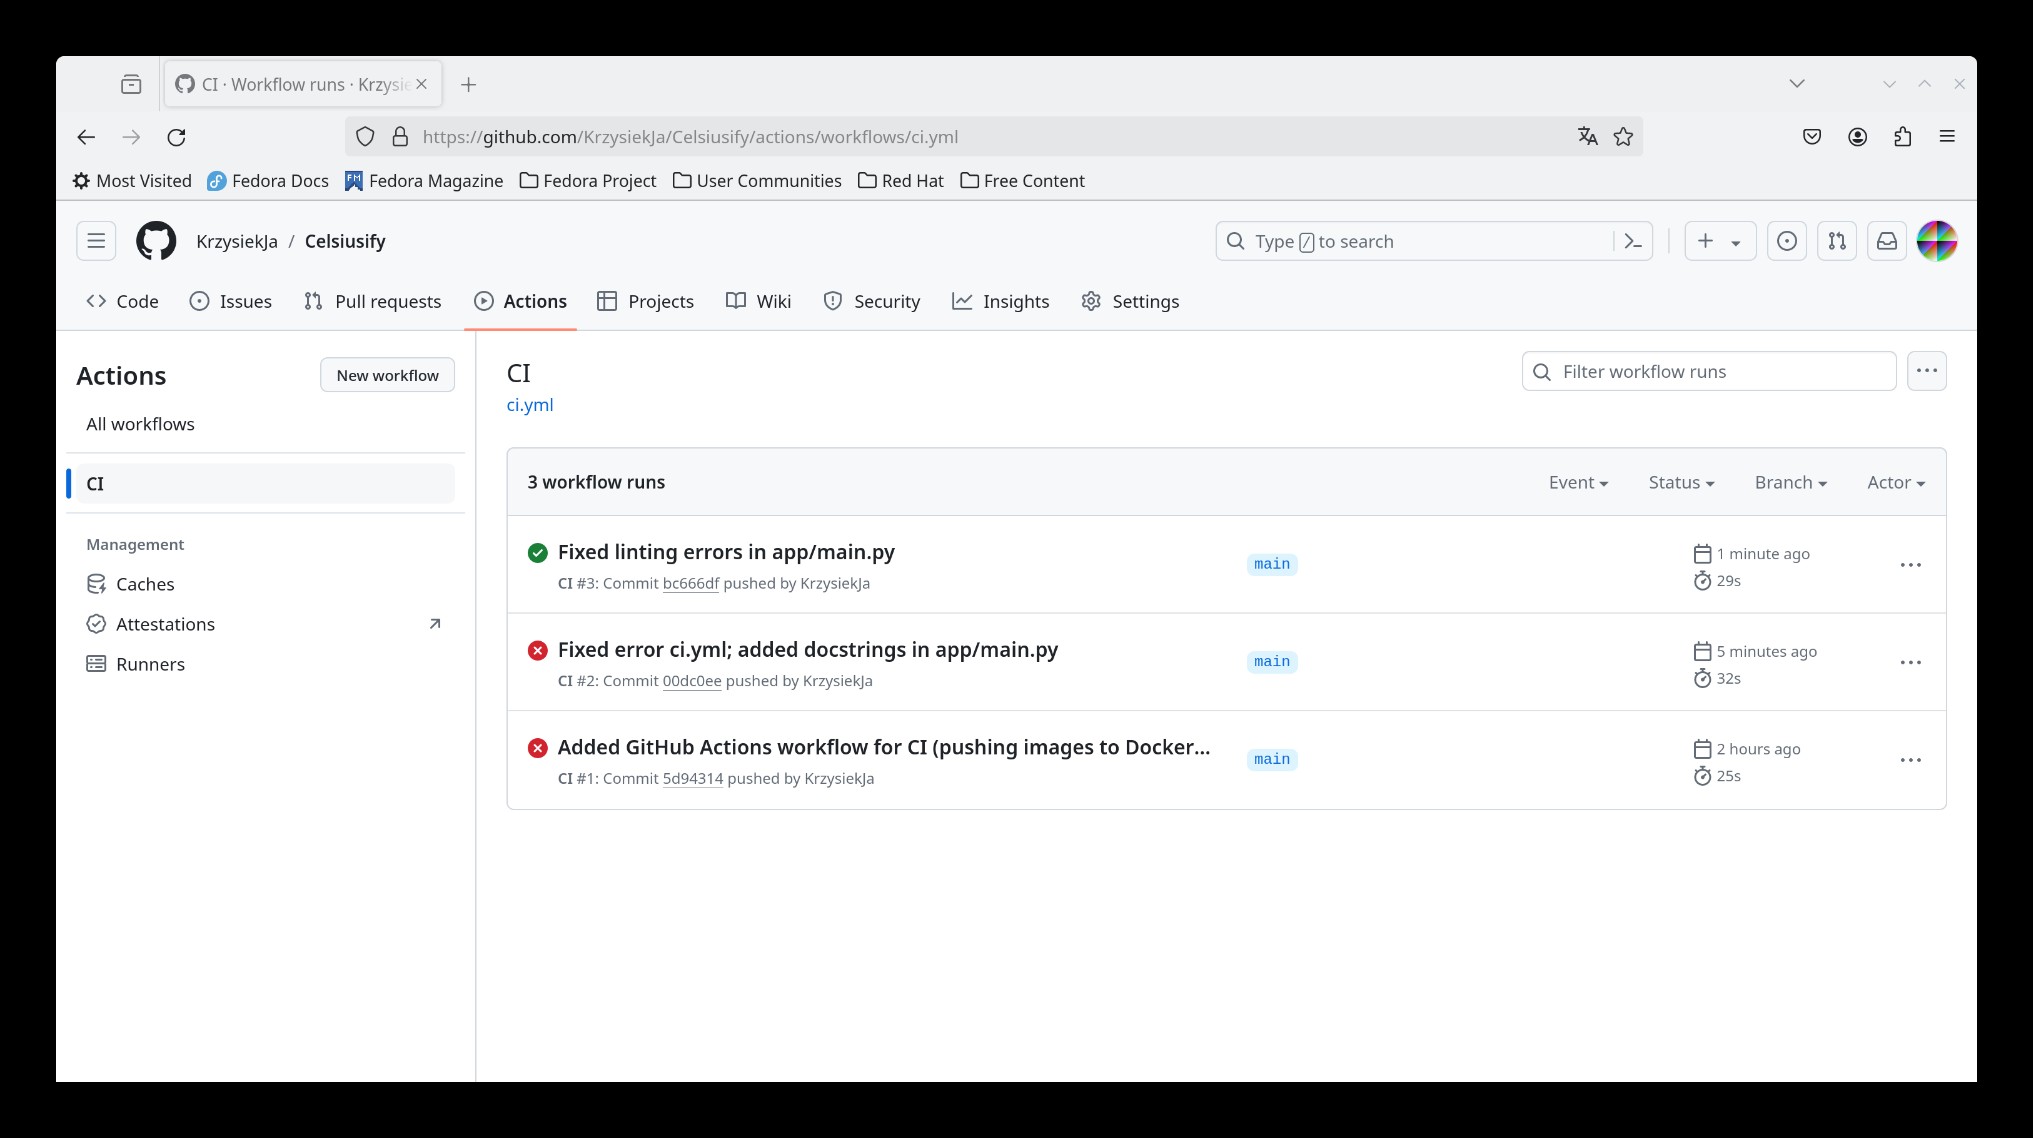 CI · Workflow runs · Krzysie
https://github.com/KrzysiekJa/Celsiusify/actions/workflows/ci.yml
Most Visited Fedora Docs Fedora Magazine Fedora Project User Communities Red Hat Free Content
KrzysiekJa / Celsiusify Type / to search
Code Issues Pull requests Actions Projects Wiki Security Insights Settings
Actions New workflow
All workflows
CI
Management
Caches
Attestations
Runners
CI
ci.yml
Filter workflow runs
3 workflow runs Event Status Branch Actor
Fixed linting errors in app/main.py
CI #3: Commit bc666df pushed by KrzysiekJa
main
1 minute ago
29s
Fixed error ci.yml; added docstrings in app/main.py
CI #2: Commit 00dc0ee pushed by KrzysiekJa
main
5 minutes ago
32s
Added GitHub Actions workflow for CI (pushing images to Docker...
CI #1: Commit 5d94314 pushed by KrzysiekJa
main
2 hours ago
25s